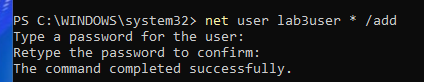 PS C:\WINDOWS\system32> net user lab3user * /add
Type a password for the user:
Retype the password to confirm:
The command completed successfully.